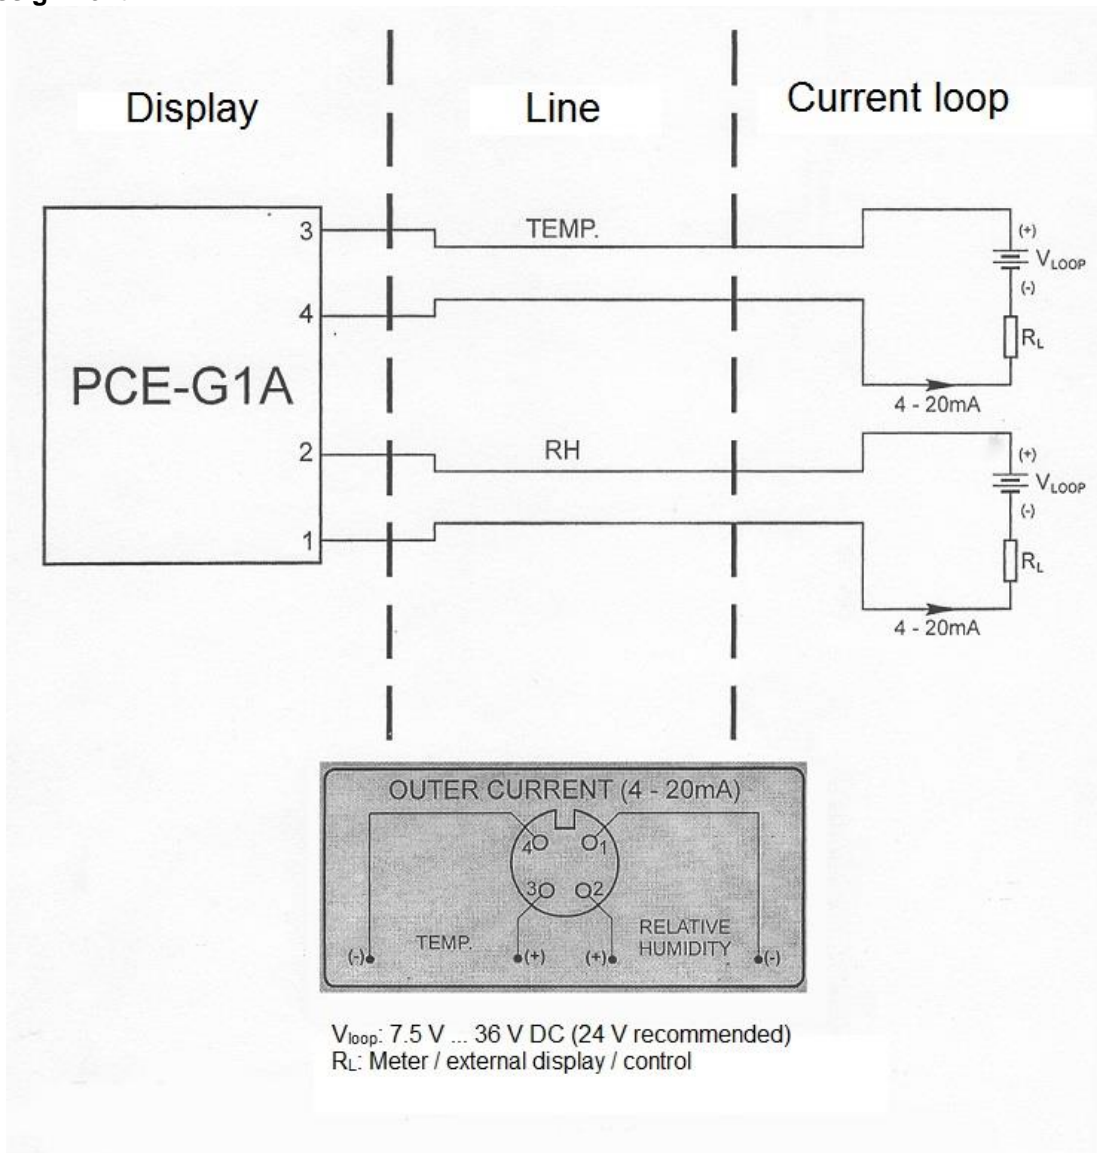 Display
Line
Current loop
3
TEMP.
(+)
VLOOP
(-)
4
RL
PCE-G1A
4 - 20mA
2
RH
(+)
VLOOP
(-)
1
RL
4 - 20mA
OUTER CURRENT (4 - 20mA)
4
1
3
2
TEMP.
RELATIVE
HUMIDITY
(-)
(+)
(+)
(-)
Vloop: 7.5 V ... 36 V DC (24 V recommended)
RL: Meter / external display / control